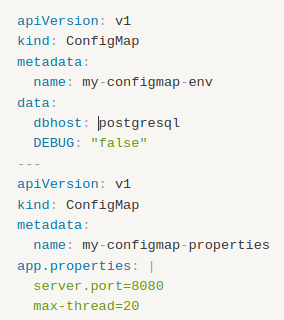 apiVersion: v1
kind: ConfigMap
metadata:
  name: my-configmap-env
data:
  dbhost: postgresql
  DEBUG: "false"
---
apiVersion: v1
kind: ConfigMap
metadata:
  name: my-configmap-properties
app.properties: |
  server.port=8080
  max-thread=20